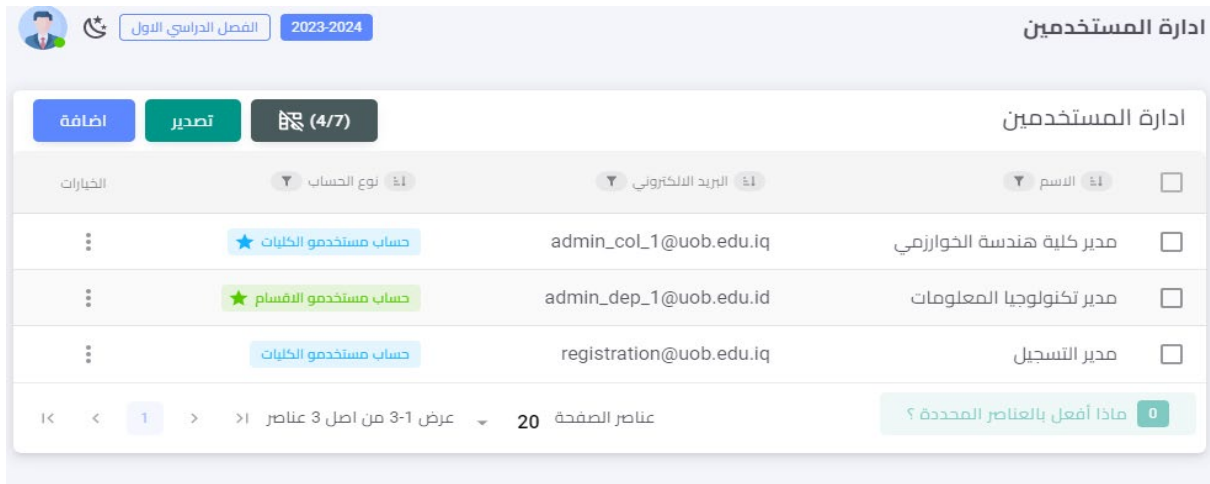 ادارة المستخدمين
2023-2024 الفصل الدراسي الاول
ادارة المستخدمين
(4/7) تصدير اضافة
الاسم البريد الالكتروني نوع الحساب الخيارات
مدير كلية هندسة الخوارزمي admin_col_1@uob.edu.iq حساب مستخدمو الكليات
مدير تكنولوجيا المعلومات admin_dep_1@uob.edu.id حساب مستخدمو الاقسام
مدير التسجيل registration@uob.edu.iq حساب مستخدمو الكليات
0 ماذا أفعل بالعناصر المحددة ؟ عناصر الصفحة 20 عرض 1-3 من اصل 3 عناصر 1